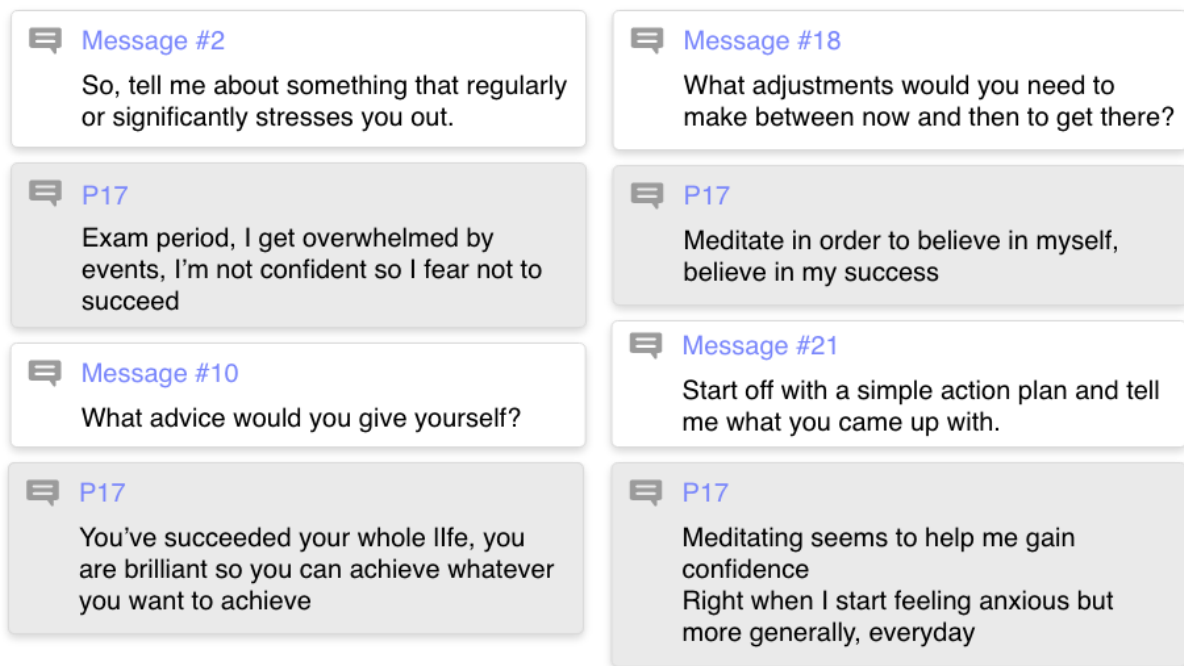 Message #2
So, tell me about something that regularly
or significantly stresses you out.
P17
Exam period, I get overwhelmed by
events, I’m not confident so I fear not to
succeed
Message #10
What advice would you give yourself?
P17
You’ve succeeded your whole lIfe, you
are brilliant so you can achieve whatever
you want to achieve
Message #18
What adjustments would you need to
make between now and then to get there?
P17
Meditate in order to believe in myself,
believe in my success
Message #21
Start off with a simple action plan and tell
me what you came up with.
P17
Meditating seems to help me gain
confidence
Right when I start feeling anxious but
more generally, everyday